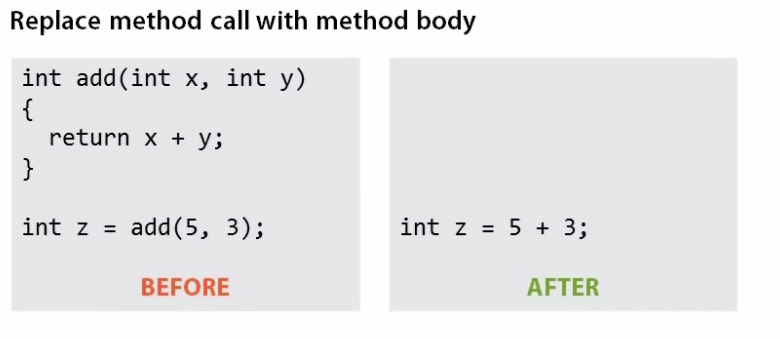 Replace method call with method body
int add(int x, int y)
{
  return x + y;
}
int z = add(5, 3);
BEFORE
int z = 5 + 3;
AFTER